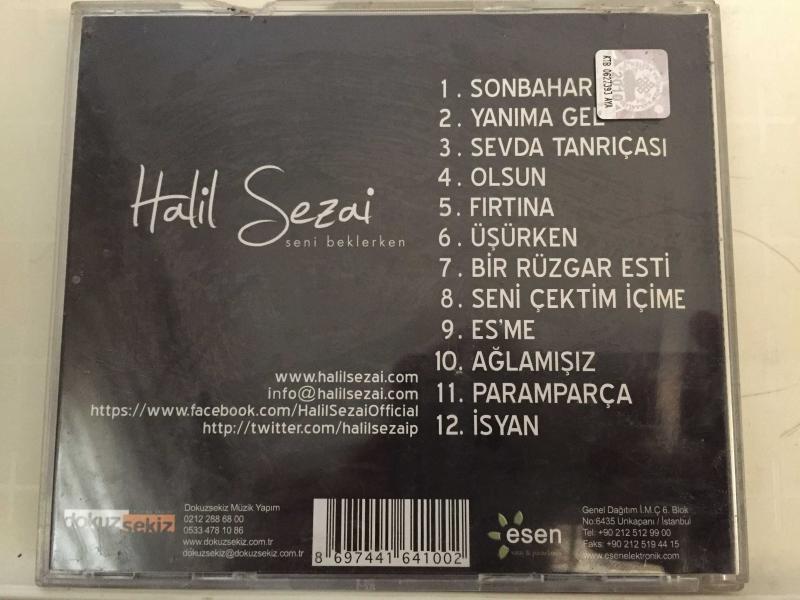 1. SONBAHAR
2. YANIMA GEL
3. SEVDA TANRIÇASI
4. OLSUN
5. FIRTINA
6. ÜŞÜRKEN
7. BİR RÜZGAR ESTİ
8. SENİ ÇEKTİM İÇİME
9. ES'ME
10. AĞLAMIŞIZ
11. PARAMPARÇA
12. İSYAN
Halil Sezai
seni beklerken
www.halilsezai.com
info@halilsezai.com
https://www.facebook.com/HalilSezaiOfficial
http://twitter.com/halilsezaip
dokuzsekiz
Dokuzsekiz Müzik Yapım
0212 288 68 00
0533 478 10 86
www.dokuzsekiz.com.tr
dokuzsekiz@dokuzsekiz.com.tr
8 697441 641002
esen
Genel Dağıtım İ.M.Ç 6. Blok
No:6435 Unkapanı / İstanbul
Tel: +90 212 512 99 00
Faks: +90 212 519 44 15
www.esenelektronik.com